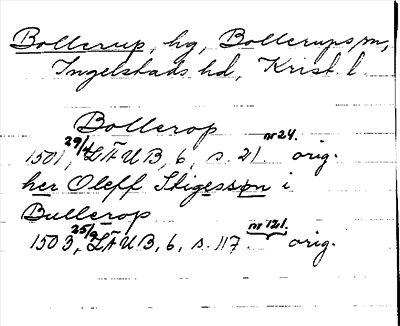 Bollerup, hg, Bollerups sn,
Ingelstads hd, Krist. l.
Bollerop
1501 29/4, LÄUB, 6, s. 21. nr 24. orig.
her Oleff Stigessøn i
Bullerop
1503 25/9, LÄUB, 6, s. 117. nr 121. orig.